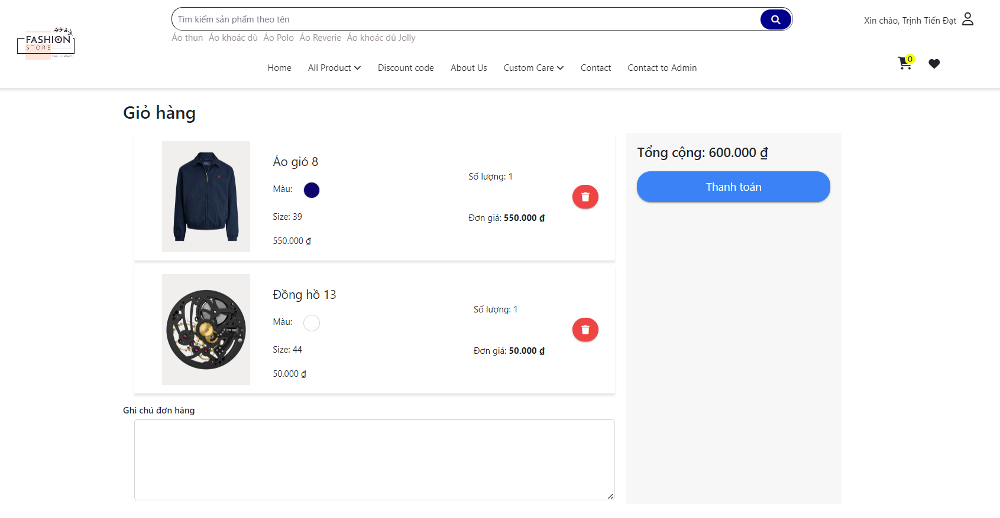 FASHION
STORE
Tìm kiếm sản phẩm theo tên
Áo thun Áo khoác dù Áo Polo Áo Reverie Áo khoác dù Jolly
Xin chào, Trịnh Tiến Đạt
Home All Product Discount code About Us Custom Care Contact Contact to Admin
0
Giỏ hàng
Áo gió 8
Màu:
Size: 39
550.000 ₫
Số lượng: 1
Đơn giá: 550.000 ₫
Đồng hồ 13
Màu:
Size: 44
50.000 ₫
Số lượng: 1
Đơn giá: 50.000 ₫
Ghi chú đơn hàng
Tổng cộng: 600.000 ₫
Thanh toán